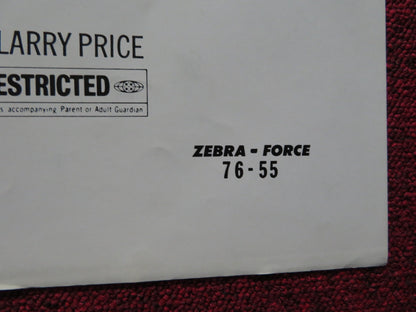 LARRY PRICE
ESTRICTED
s accompanying Parent or Adult Guardian
ZEBRA - FORCE
76 - 55